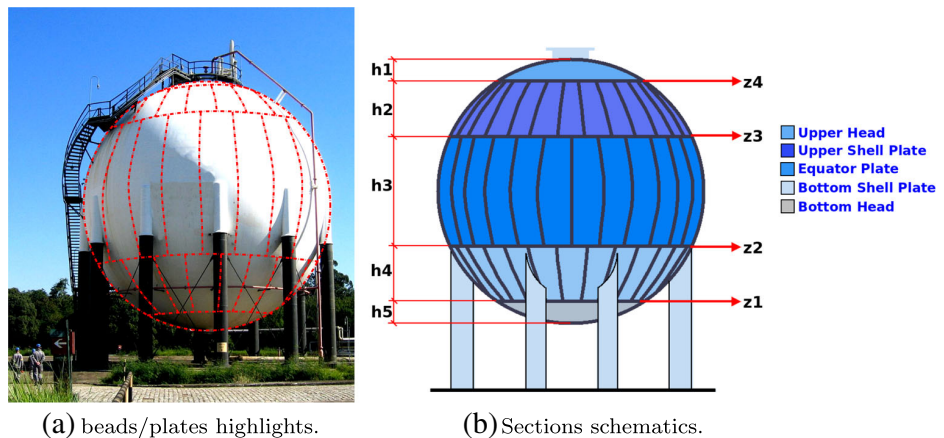 h1
h2
h3
h4
h5
z4
z3
z2
z1
Upper Head
Upper Shell Plate
Equator Plate
Bottom Shell Plate
Bottom Head
(a) beads/plates highlights.
(b) Sections schematics.